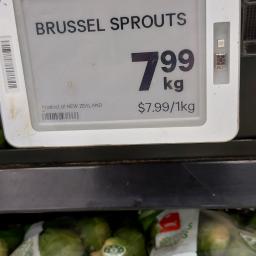 BRUSSEL SPROUTS
7.99
kg
Product of NEW ZEALAND
$7.99/1kg